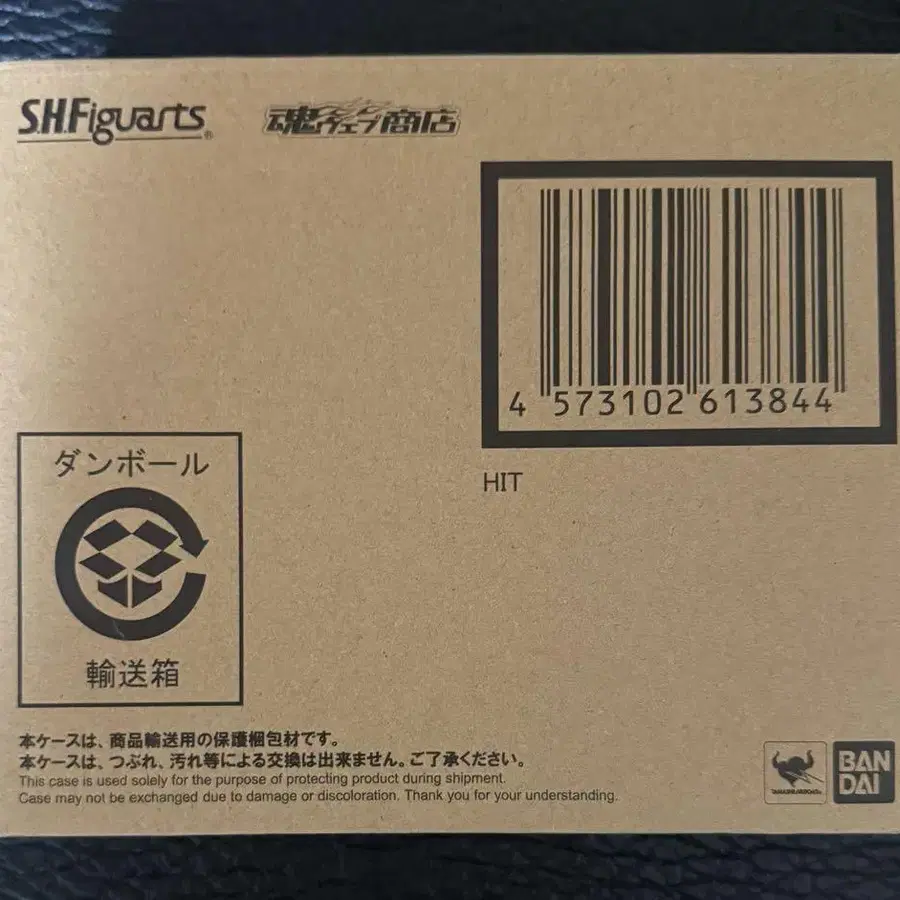 S.H.Figuarts
魂ウェブ商店
4 573102 613844
HIT
ダンボール
輸送箱
本ケースは、商品輸送用の保護梱包材です。
本ケースは、つぶれ、汚れ等による交換は出来ません。ご了承ください。
This case is used solely for the purpose of protecting product during shipment.
Case may not be exchanged due to damage or discoloration. Thank you for your understanding.
BAN
DAI